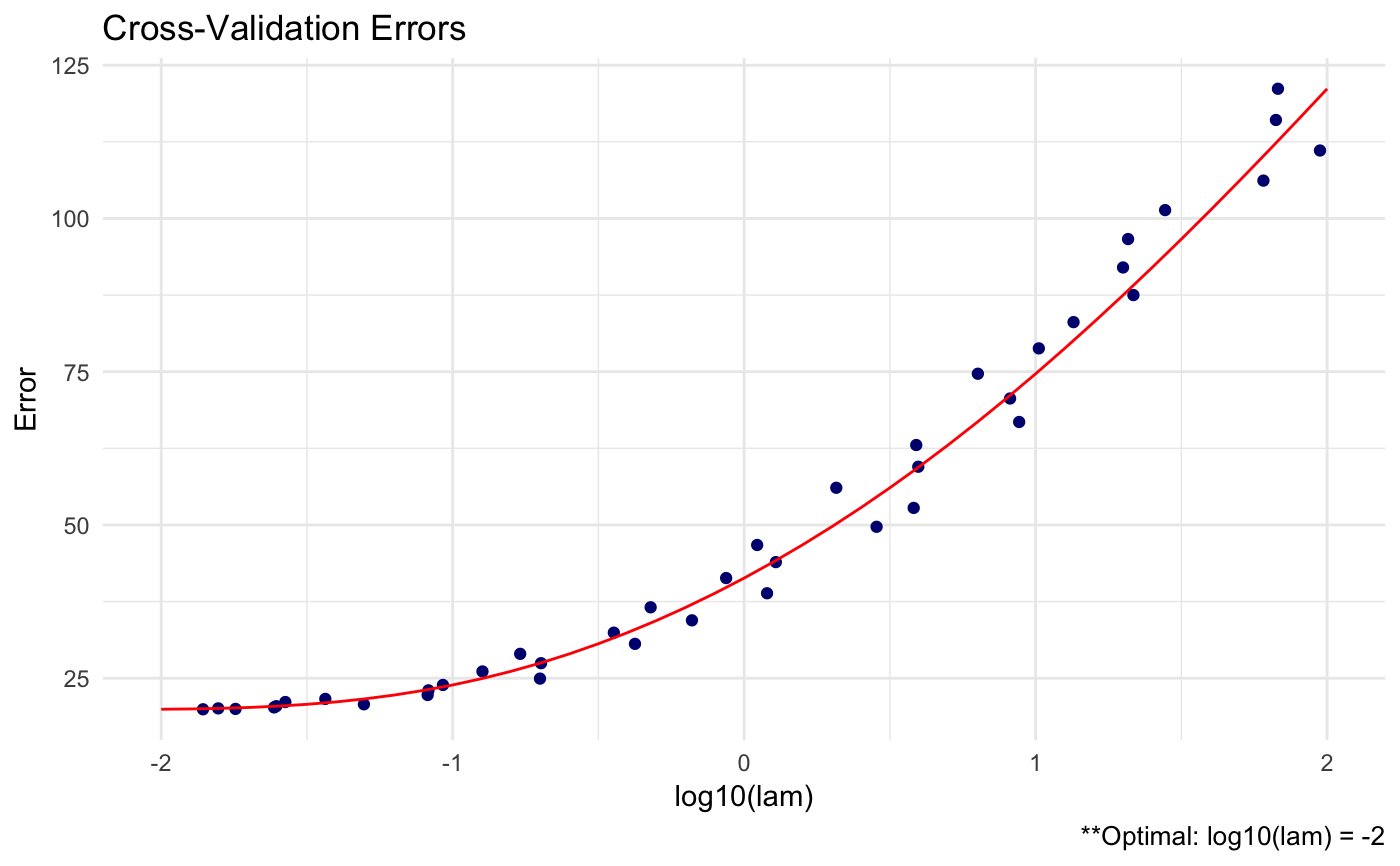 Cross-Validation Errors
125
100
75
50
25
Error
-2 -1 0 1 2
log10(lam)
**Optimal: log10(lam) = -2